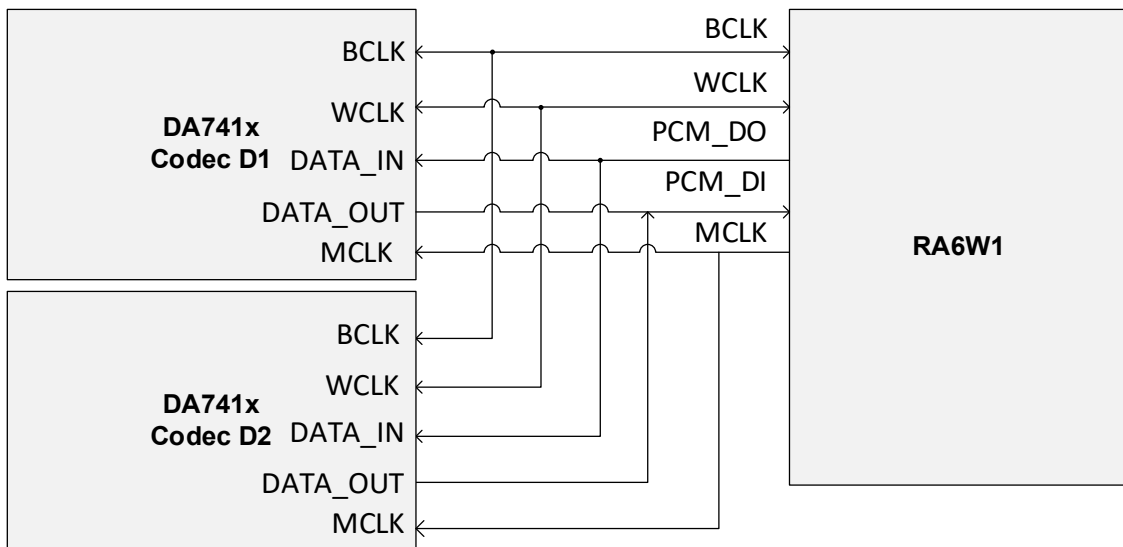 DA741x
Codec D1
BCLK
WCLK
DATA_IN
DATA_OUT
MCLK
BCLK
WCLK
PCM_DO
PCM_DI
MCLK
RA6W1
DA741x
Codec D2
BCLK
WCLK
DATA_IN
DATA_OUT
MCLK